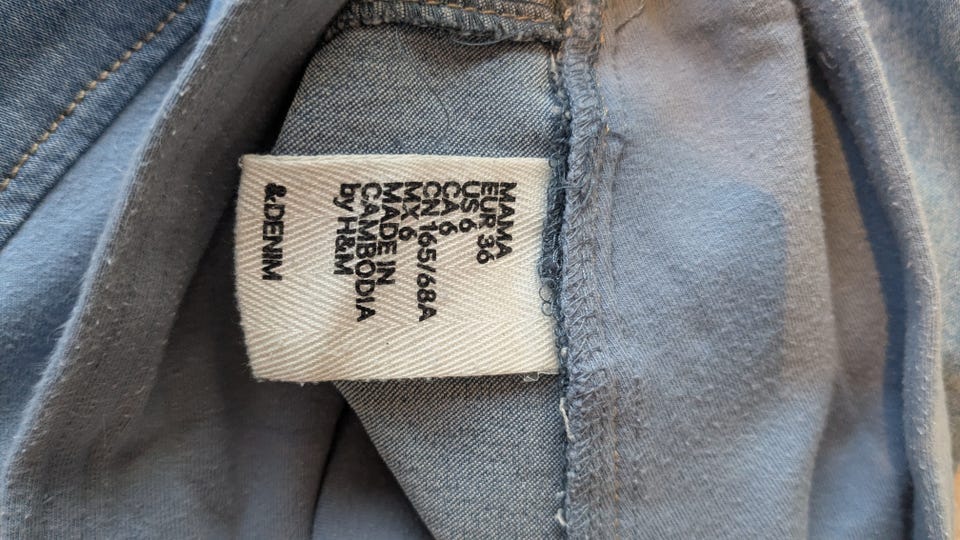 MAMA
EUR 36
US 6
CA 6
CN 165/68A
MX 6
MADE IN
CAMBODIA
by H&M
&DENIM